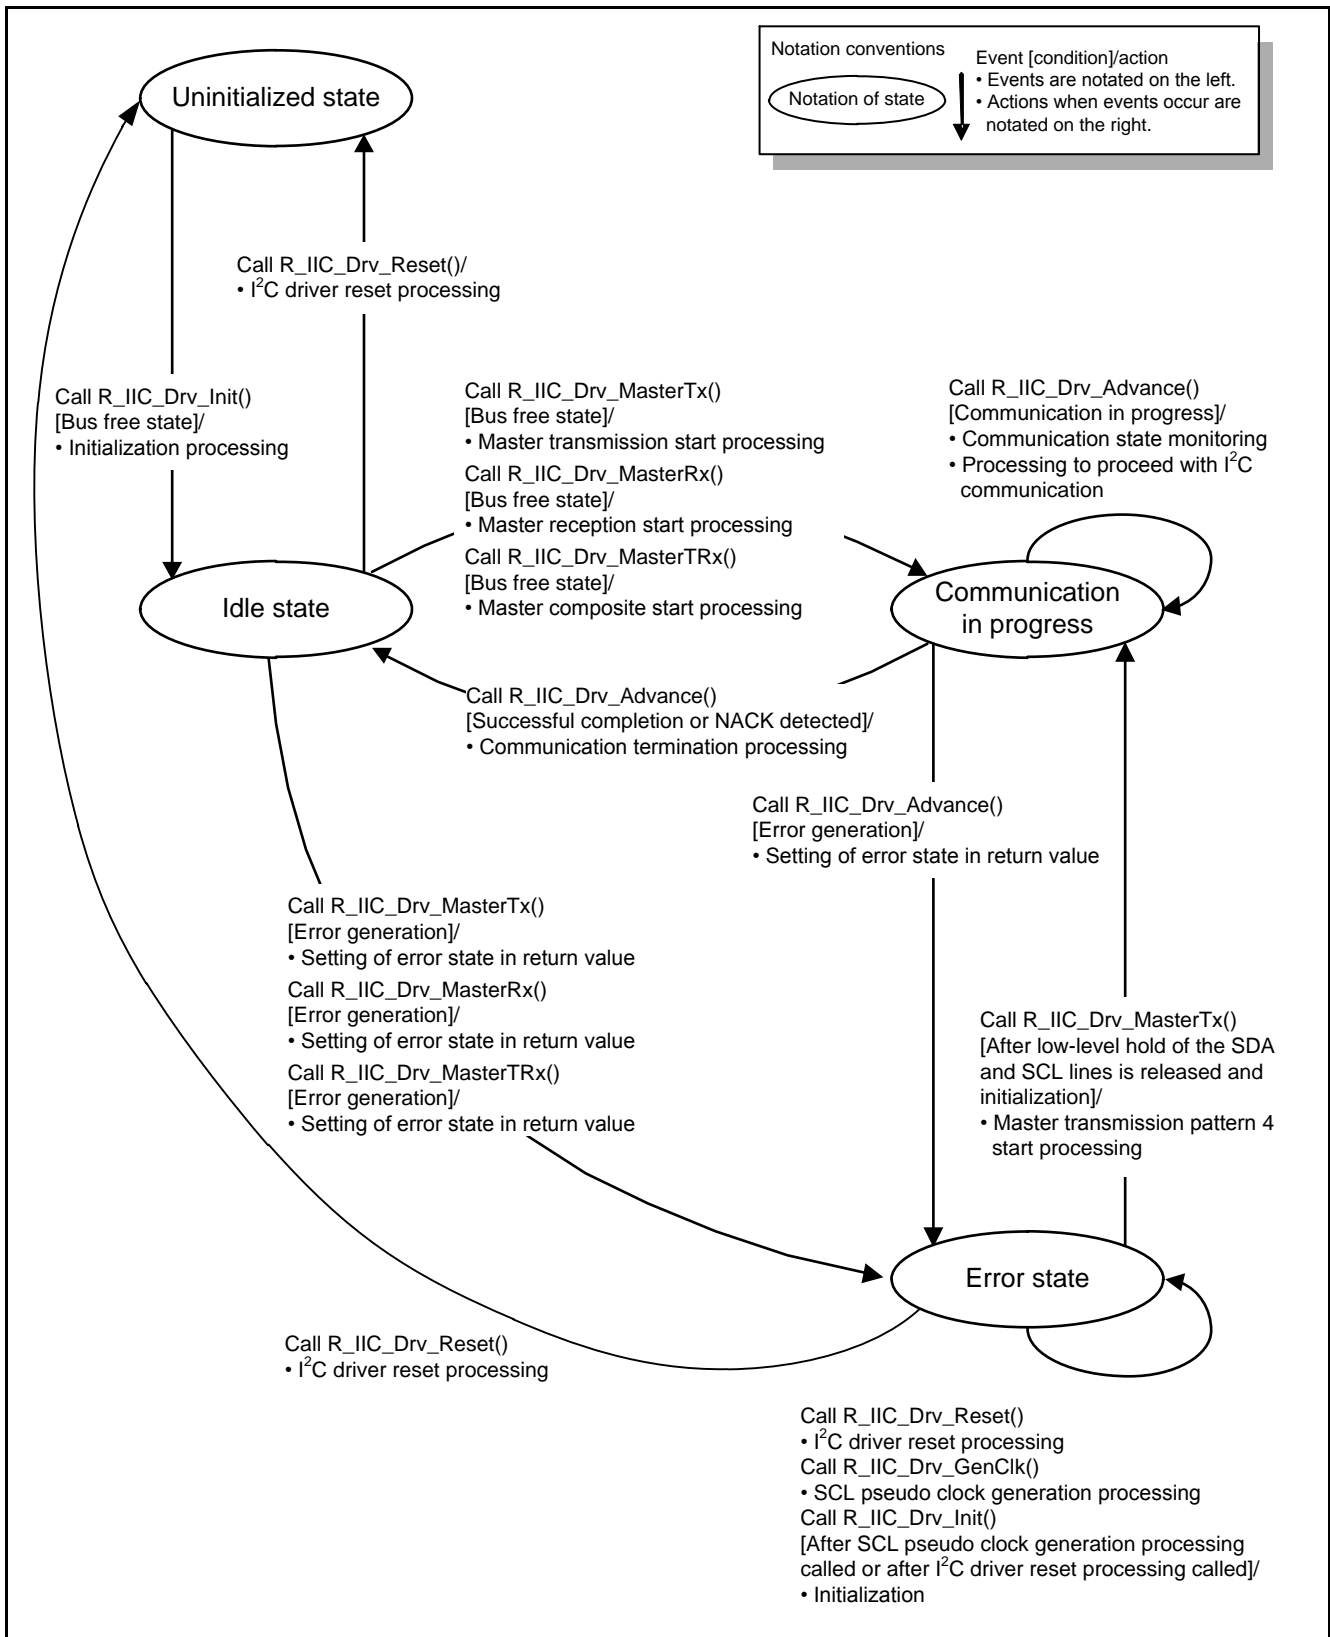 Notation conventions
Notation of state
Event [condition]/action
• Events are notated on the left.
• Actions when events occur are
notated on the right.
Uninitialized state
Call R_IIC_Drv_Reset()/
• I²C driver reset processing
Call R_IIC_Drv_Init()
[Bus free state]/
• Initialization processing
Call R_IIC_Drv_MasterTx()
[Bus free state]/
• Master transmission start processing
Call R_IIC_Drv_MasterRx()
[Bus free state]/
• Master reception start processing
Call R_IIC_Drv_MasterTRx()
[Bus free state]/
• Master composite start processing
Call R_IIC_Drv_Advance()
[Communication in progress]/
• Communication state monitoring
• Processing to proceed with I²C
communication
Idle state
Communication
in progress
Call R_IIC_Drv_Advance()
[Successful completion or NACK detected]/
• Communication termination processing
Call R_IIC_Drv_Advance()
[Error generation]/
• Setting of error state in return value
Call R_IIC_Drv_MasterTx()
[Error generation]/
• Setting of error state in return value
Call R_IIC_Drv_MasterRx()
[Error generation]/
• Setting of error state in return value
Call R_IIC_Drv_MasterTRx()
[Error generation]/
• Setting of error state in return value
Call R_IIC_Drv_MasterTx()
[After low-level hold of the SDA
and SCL lines is released and
initialization]/
• Master transmission pattern 4
start processing
Error state
Call R_IIC_Drv_Reset()
• I²C driver reset processing
Call R_IIC_Drv_Reset()
• I²C driver reset processing
Call R_IIC_Drv_GenClk()
• SCL pseudo clock generation processing
Call R_IIC_Drv_Init()
[After SCL pseudo clock generation processing
called or after I²C driver reset processing called]/
• Initialization